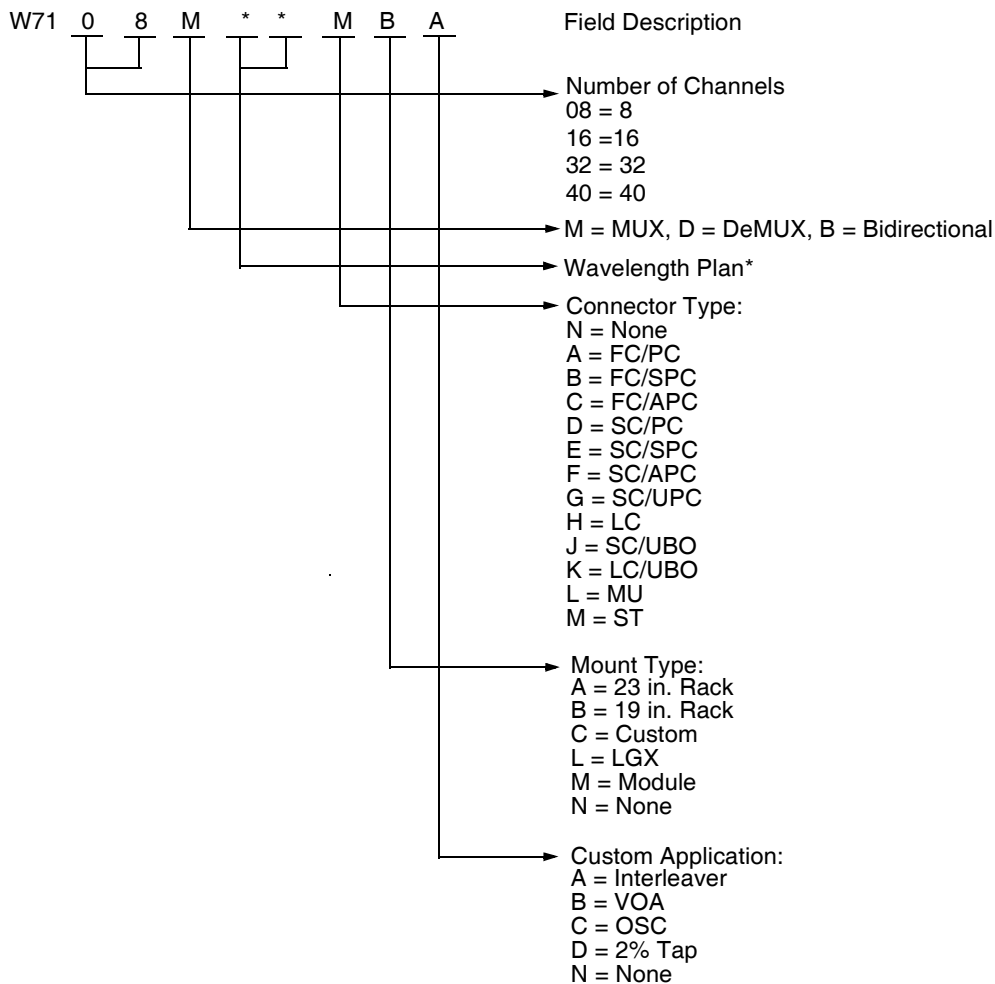 W71 0 8 M * * M B A Field Description
Number of Channels
08 = 8
16 =16
32 = 32
40 = 40
M = MUX, D = DeMUX, B = Bidirectional
Wavelength Plan*
Connector Type:
N = None
A = FC/PC
B = FC/SPC
C = FC/APC
D = SC/PC
E = SC/SPC
F = SC/APC
G = SC/UPC
H = LC
J = SC/UBO
K = LC/UBO
L = MU
M = ST
Mount Type:
A = 23 in. Rack
B = 19 in. Rack
C = Custom
L = LGX
M = Module
N = None
Custom Application:
A = Interleaver
B = VOA
C = OSC
D = 2% Tap
N = None